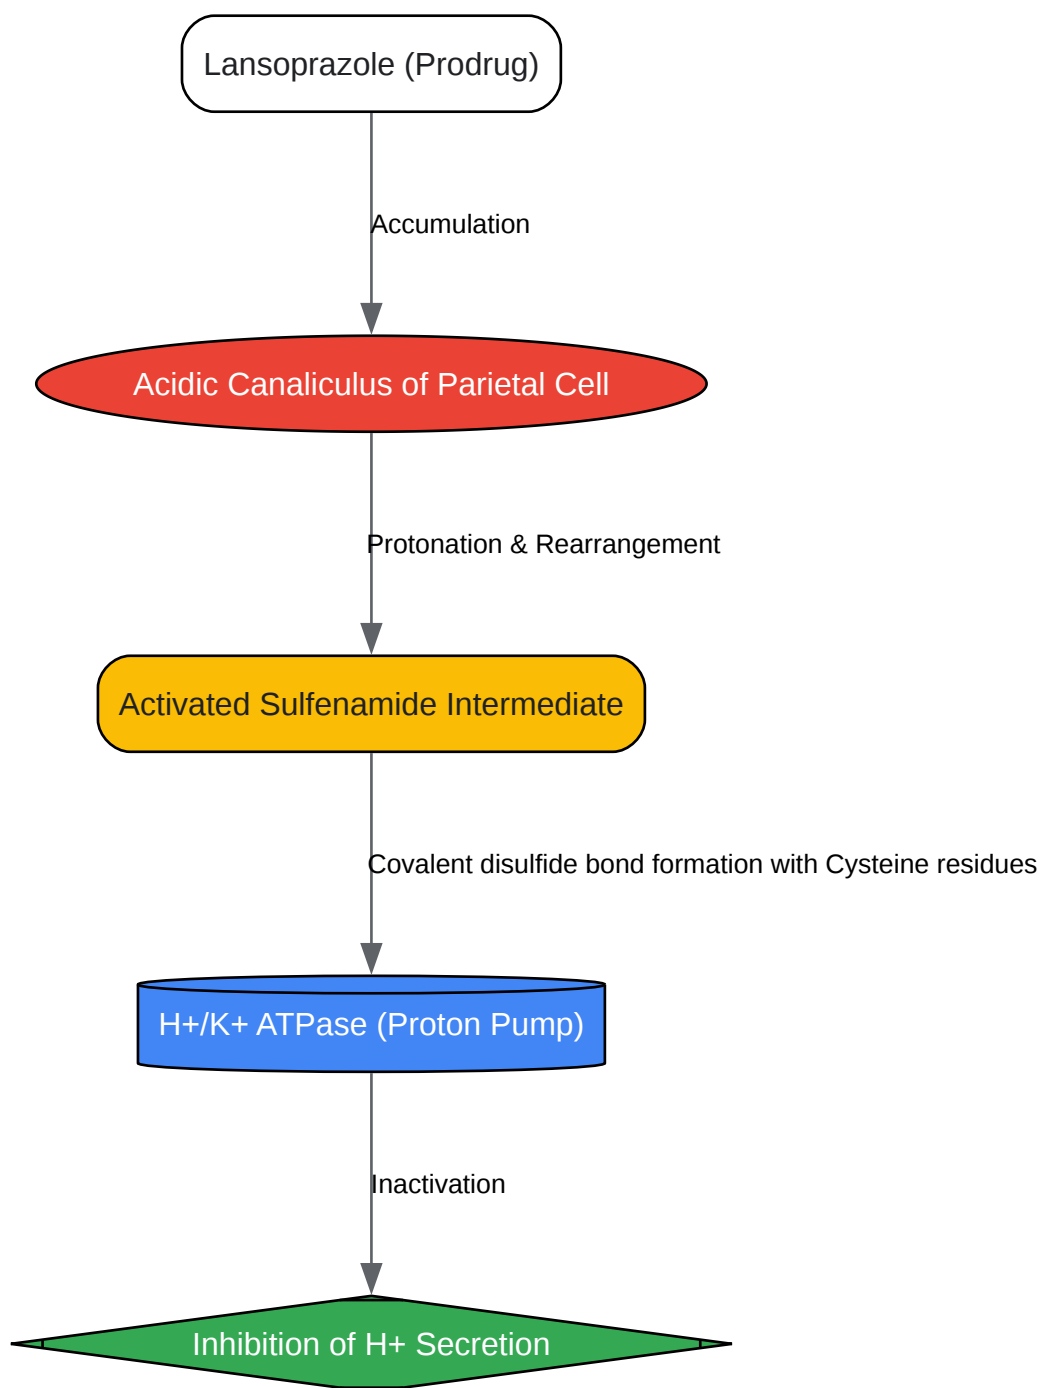 Lansoprazole (Prodrug)
Accumulation
Acidic Canaliculus of Parietal Cell
Protonation & Rearrangement
Activated Sulfenamide Intermediate
Covalent disulfide bond formation with Cysteine residues
H+/K+ ATPase (Proton Pump)
Inactivation
Inhibition of H+ Secretion